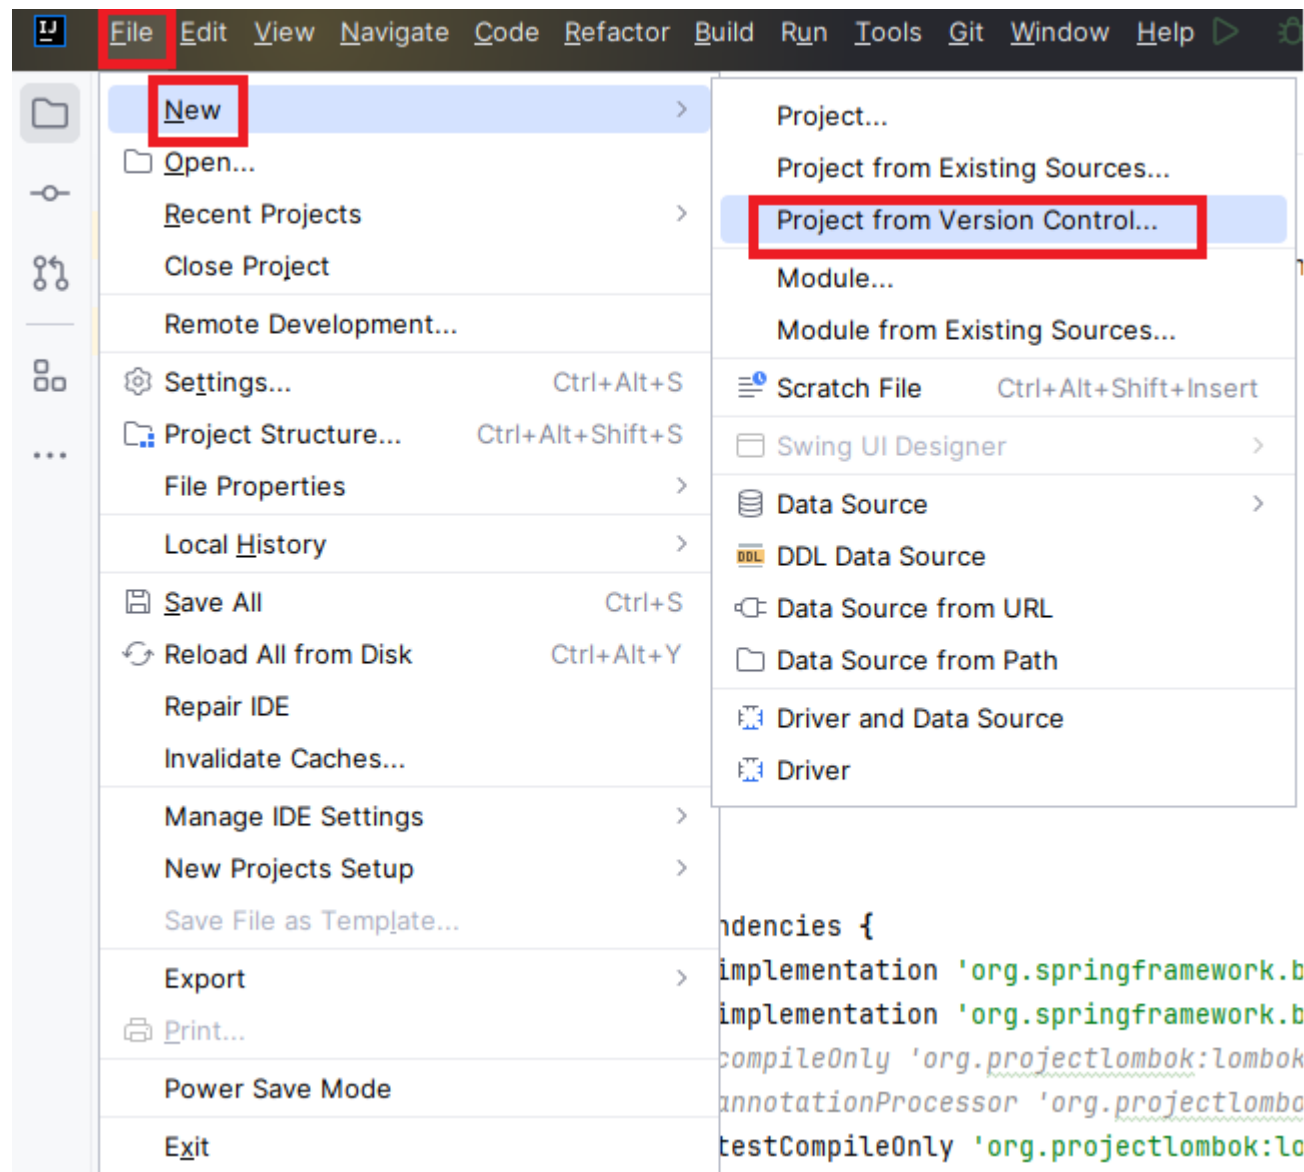 IJ File Edit View Navigate Code Refactor Build Run Tools Git Window Help
New
Open...
Recent Projects
Close Project
Remote Development...
Settings... Ctrl+Alt+S
Project Structure... Ctrl+Alt+Shift+S
File Properties
Local History
Save All Ctrl+S
Reload All from Disk Ctrl+Alt+Y
Repair IDE
Invalidate Caches...
Manage IDE Settings
New Projects Setup
Save File as Template...
Export
Print...
Power Save Mode
Exit
Project...
Project from Existing Sources...
Project from Version Control...
Module...
Module from Existing Sources...
Scratch File Ctrl+Alt+Shift+Insert
Swing UI Designer
Data Source
DDL DDL Data Source
Data Source from URL
Data Source from Path
Driver and Data Source
Driver
ndencies {
implementation 'org.springframework.b
implementation 'org.springframework.b
compileOnly 'org.projectlombok:lombok
annotationProcessor 'org.projectlombo
testCompileOnly 'org.projectlombok:lo